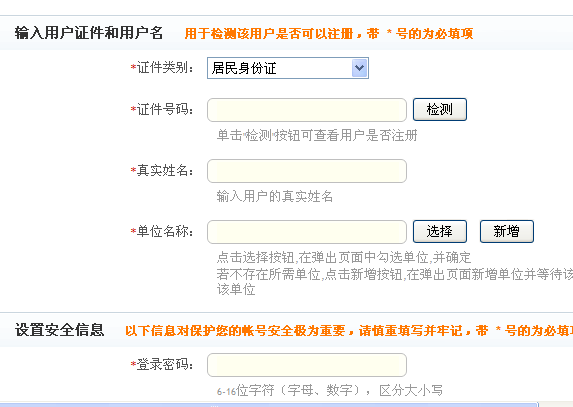 输入用户证件和用户名 用于检测该用户是否可以注册，带 * 号的为必填项
*证件类别： 居民身份证
*证件号码： 检测
单击"检测"按钮可查看用户是否注册
*真实姓名：
输入用户的真实姓名
*单位名称： 选择 新增
点击选择按钮,在弹出页面中勾选单位,并确定
若不存在所需单位,点击新增按钮,在弹出页面新增单位并等待该
该单位
设置安全信息 以下信息对保护您的帐号安全极为重要，请慎重填写并牢记，带 * 号的为必填项
*登录密码：
6-16位字符（字母、数字），区分大小写